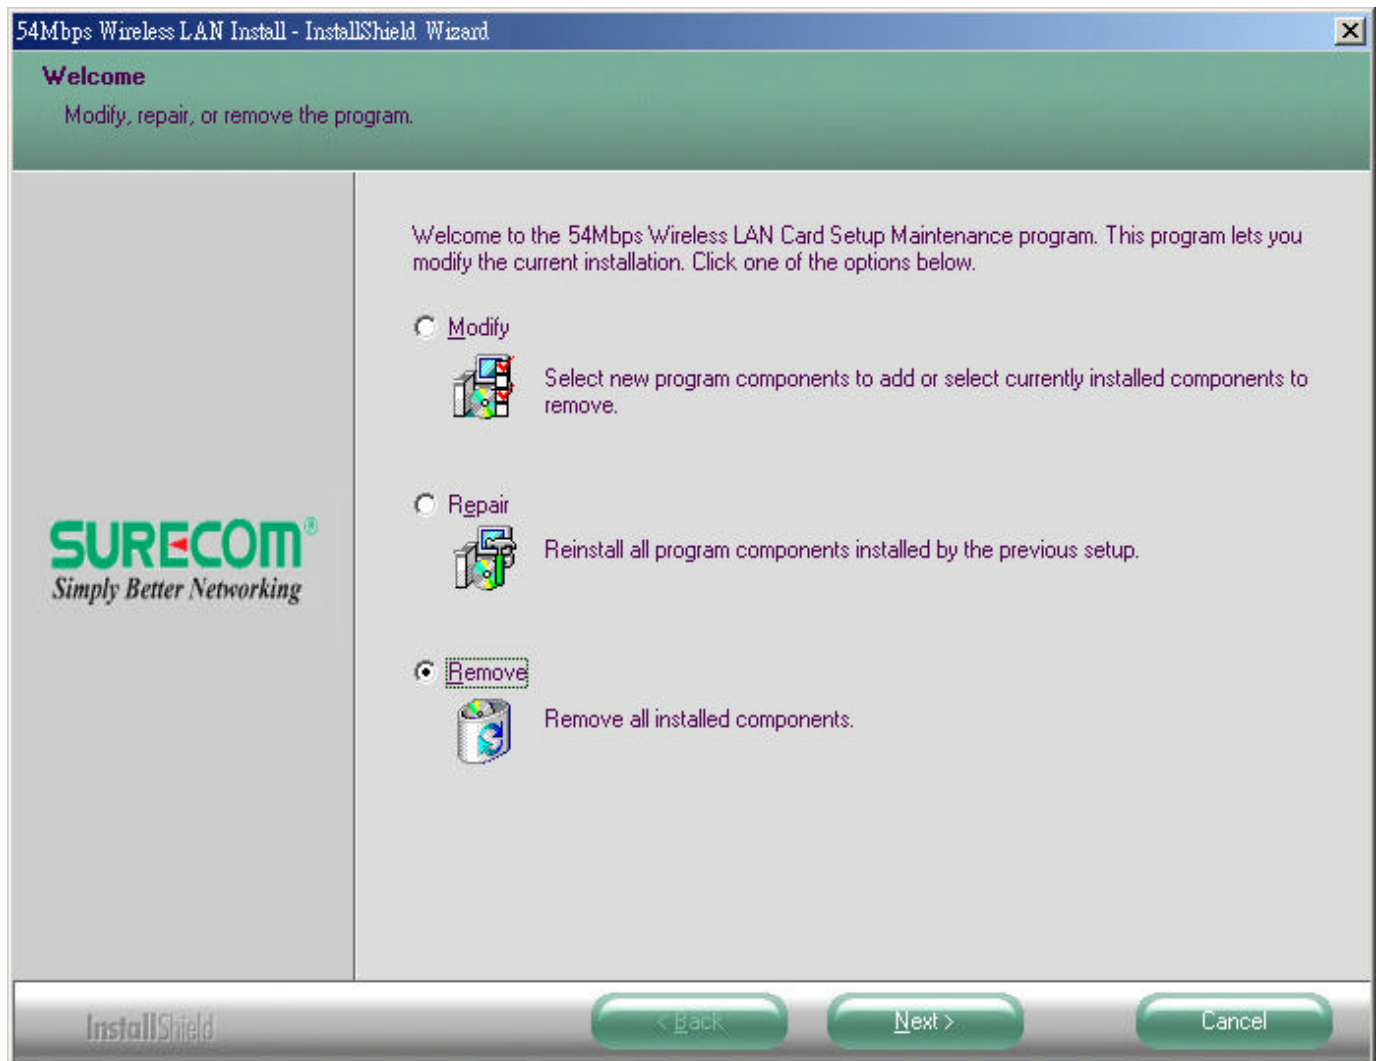 54Mbps Wireless LAN Install - InstallShield Wizard
Welcome
Modify, repair, or remove the program.
Welcome to the 54Mbps Wireless LAN Card Setup Maintenance program. This program lets you
modify the current installation. Click one of the options below.
Modify
Select new program components to add or select currently installed components to
remove.
Repair
Reinstall all program components installed by the previous setup.
Remove
Remove all installed components.
SURECOM®
Simply Better Networking
InstallShield
< Back
Next >
Cancel